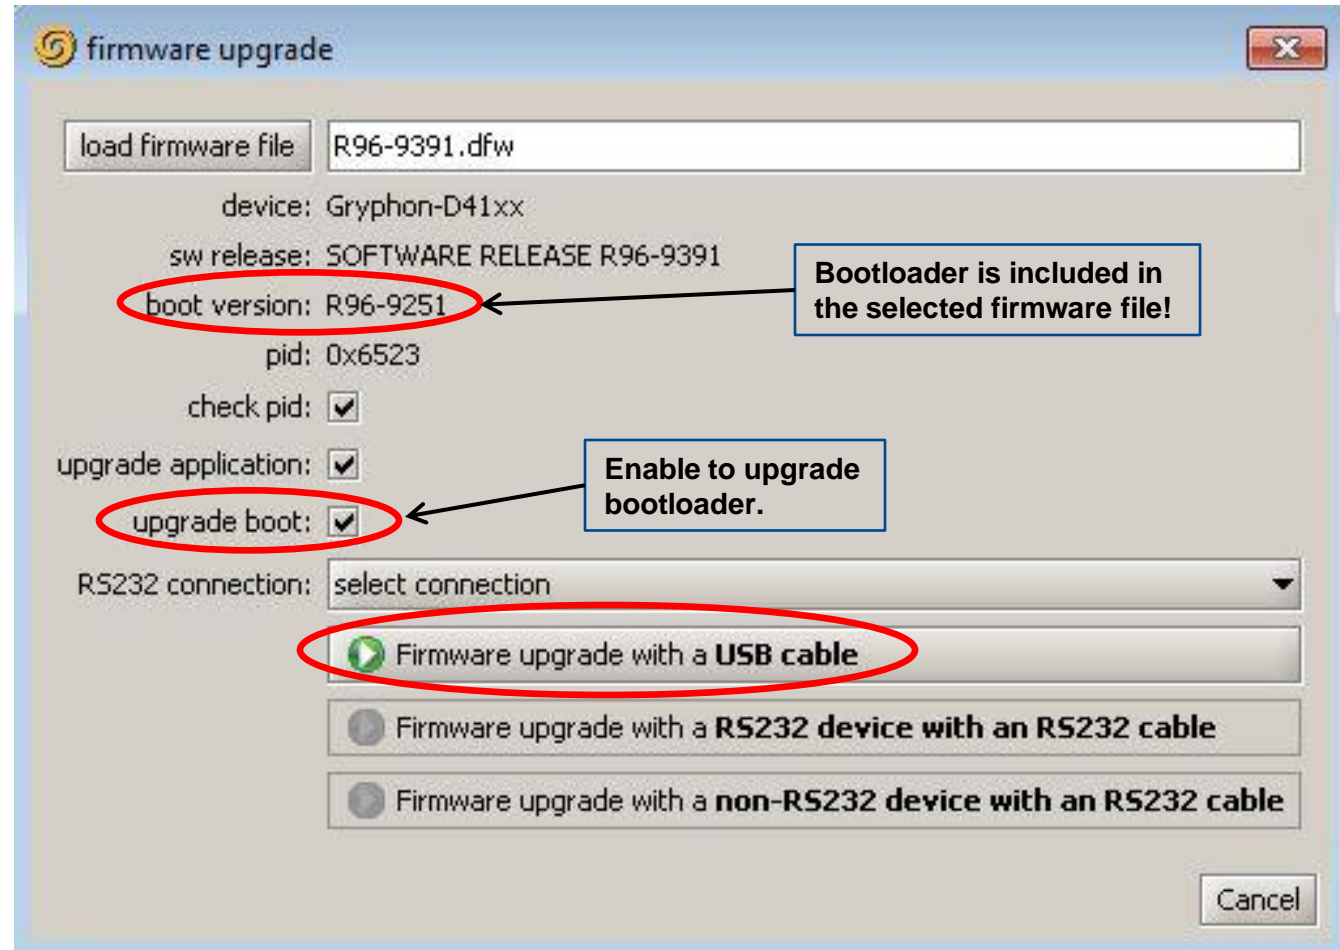 firmware upgrade
load firmware file R96-9391.dfw
device: Gryphon-D41xx
sw release: SOFTWARE RELEASE R96-9391
Bootloader is included in
the selected firmware file!
boot version: R96-9251
pid: 0x6523
check pid:
upgrade application:
Enable to upgrade
bootloader.
upgrade boot:
RS232 connection: select connection
Firmware upgrade with a USB cable
Firmware upgrade with a RS232 device with an RS232 cable
Firmware upgrade with a non-RS232 device with an RS232 cable
Cancel